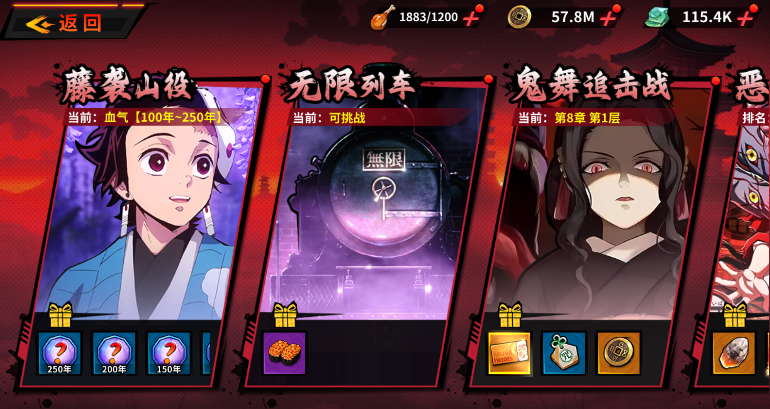 返回
1883/1200
57.8M
115.4K
藤袭山役
当前：血气【100年~250年】
250年
200年
150年
无限列车
当前：可挑战
無限
鬼舞追击战
当前：第8章 第1层
恶
排名